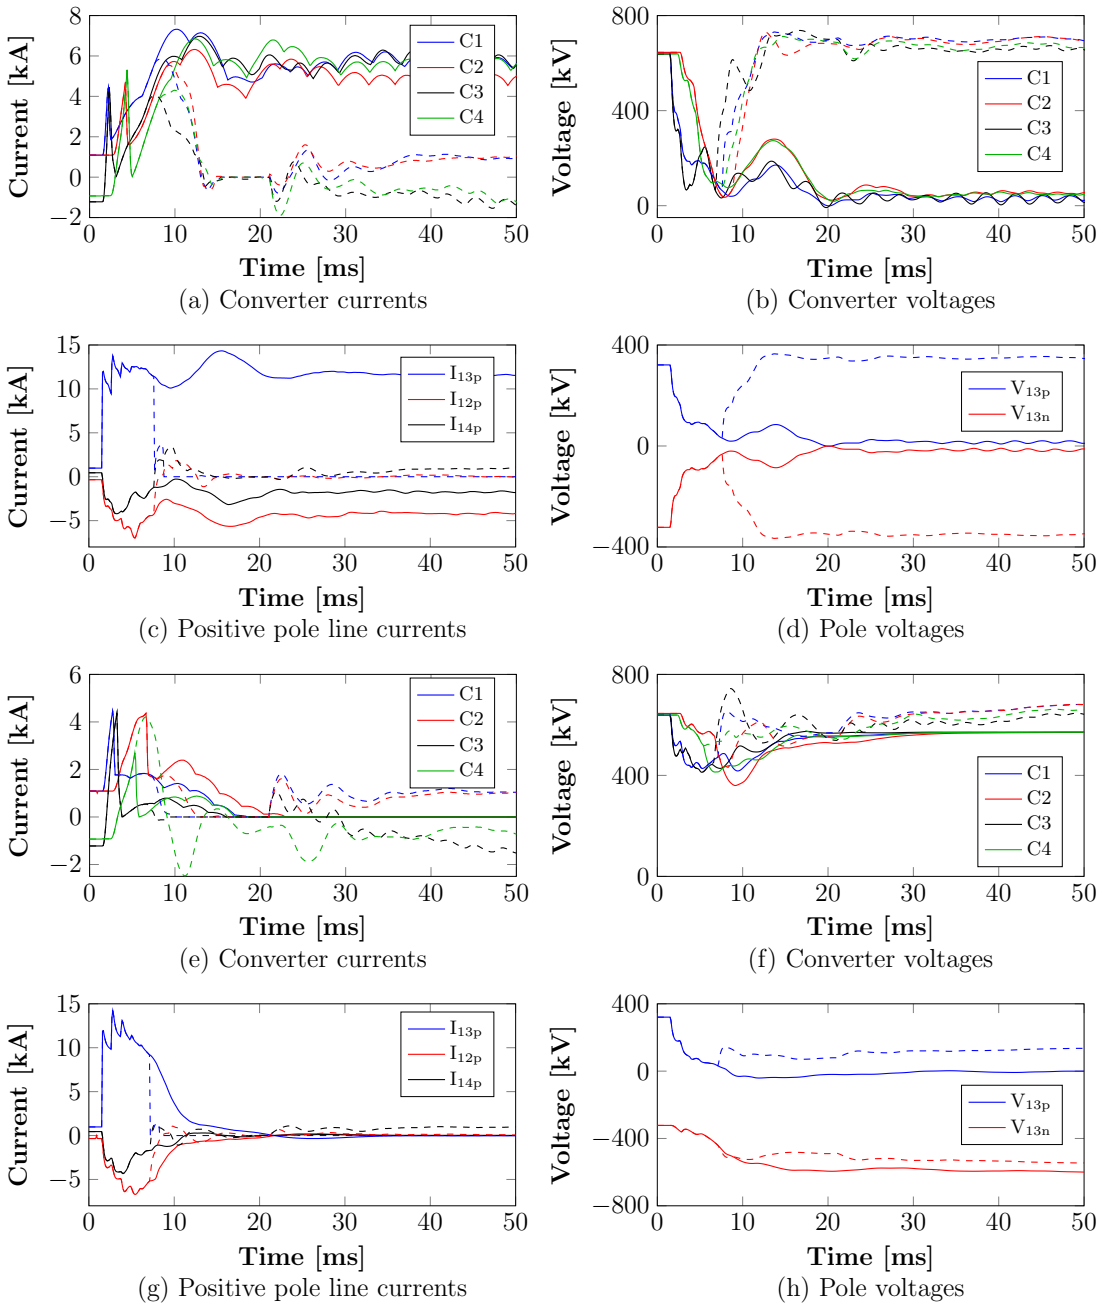 8
6
4
2
0
−2
0
10
20
30
40
50
Current [kA]
Time [ms]
C1
C2
C3
C4
(a) Converter currents
800
400
0
0
10
20
30
40
50
Voltage [kV]
Time [ms]
C1
C2
C3
C4
(b) Converter voltages
15
10
5
0
−5
0
10
20
30
40
50
Current [kA]
Time [ms]
I13p
I12p
I14p
(c) Positive pole line currents
400
0
−400
0
10
20
30
40
50
Voltage [kV]
Time [ms]
V13p
V13n
(d) Pole voltages
6
4
2
0
−2
0
10
20
30
40
50
Current [kA]
Time [ms]
C1
C2
C3
C4
(e) Converter currents
800
400
0
0
10
20
30
40
50
Voltage [kV]
Time [ms]
C1
C2
C3
C4
(f) Converter voltages
15
10
5
0
−5
0
10
20
30
40
50
Current [kA]
Time [ms]
I13p
I12p
I14p
(g) Positive pole line currents
400
0
−400
−800
0
10
20
30
40
50
Voltage [kV]
Time [ms]
V13p
V13n
(h) Pole voltages